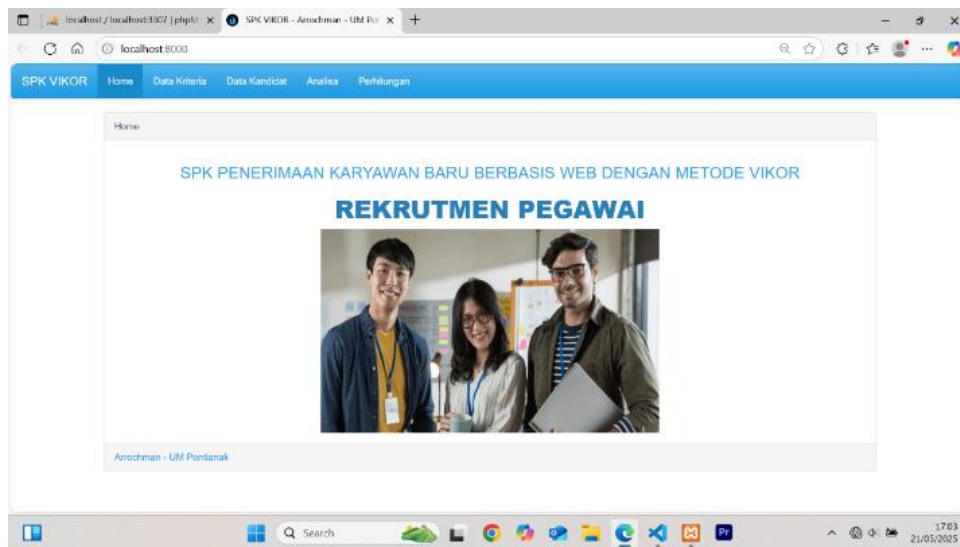 localhost / localhost:3307 | phpM
SPK VIKOR - Arrochman - UM Po
localhost:8000
SPK VIKOR Home Data Kriteria Data Kandidat Analisa Perhitungan
Home
SPK PENERIMAAN KARYAWAN BARU BERBASIS WEB DENGAN METODE VIKOR
REKRUTMEN PEGAWAI
Arrochman - UM Pontianak
Search
Pr
17:03
21/05/2025